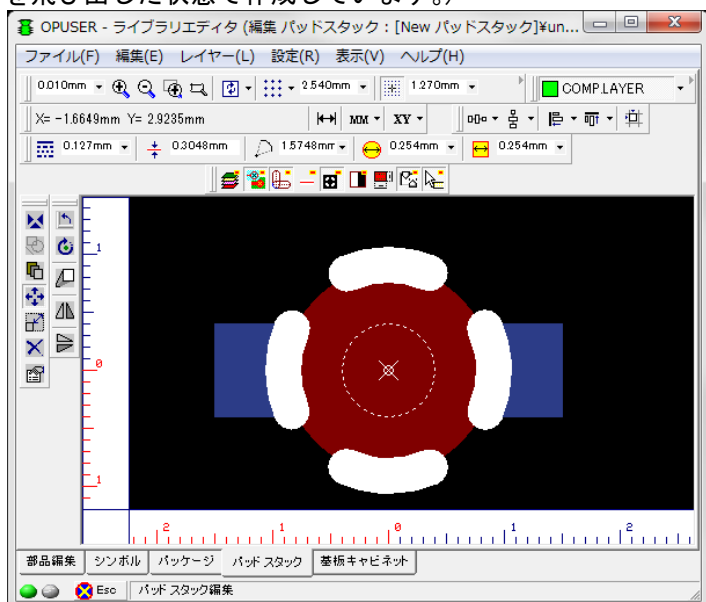 を飛び出した状態で作成しています。）
OPUSER - ライブラリエディタ (編集 パッドスタック : [New パッドスタック]¥un...
ファイル(F) 編集(E) レイヤー(L) 設定(R) 表示(V) ヘルプ(H)
0.010mm 2.540mm 1.270mm COMP.LAYER
X= -1.6649mm Y= 2.9235mm MM XY
0.127mm 0.3048mm 1.5748mm 0.254mm 0.254mm
1
0
1
2 1 0 1 2
部品編集 シンボル パッケージ パッド スタック 基板キャビネット
Esc パッド スタック編集